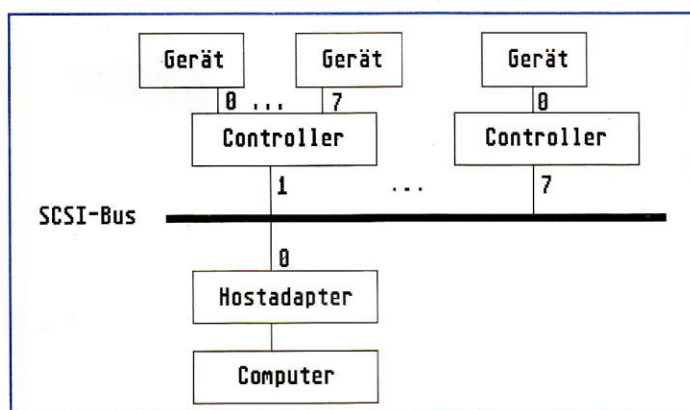 Gerät Gerät Gerät
0 ... 7 0
Controller Controller
1 ... 7
SCSI-Bus
0
Hostadapter
Computer